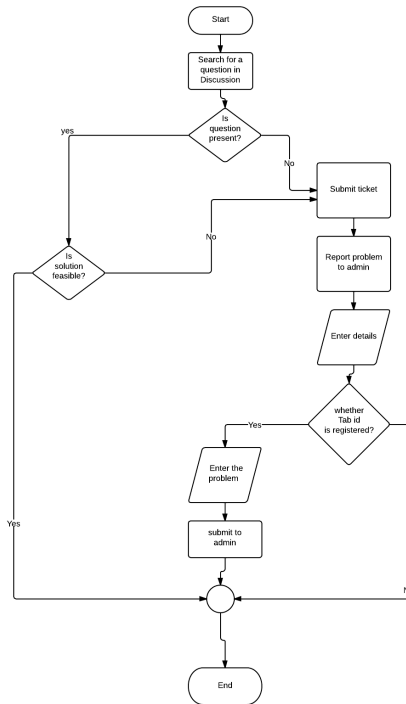 Start
Search for a
question in
Discussion
Is
question
present?
yes
No
Submit ticket
No
Is
solution
feasible?
Report problem
to admin
Enter details
whether
Tab id
is registered?
Yes
Enter the
problem
Yes
submit to
admin
End